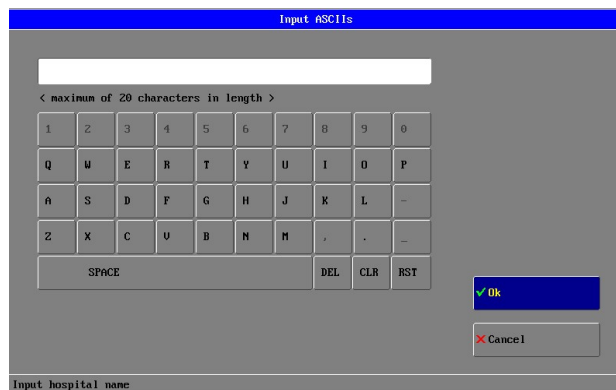 Input ASCIIs
< maximum of 20 characters in length >
1 2 3 4 5 6 7 8 9 0
Q W E R T Y U I O P
A S D F G H J K L -
Z X C V B N M , . _
SPACE DEL CLR RST
Ok
Cancel
Input hospital name